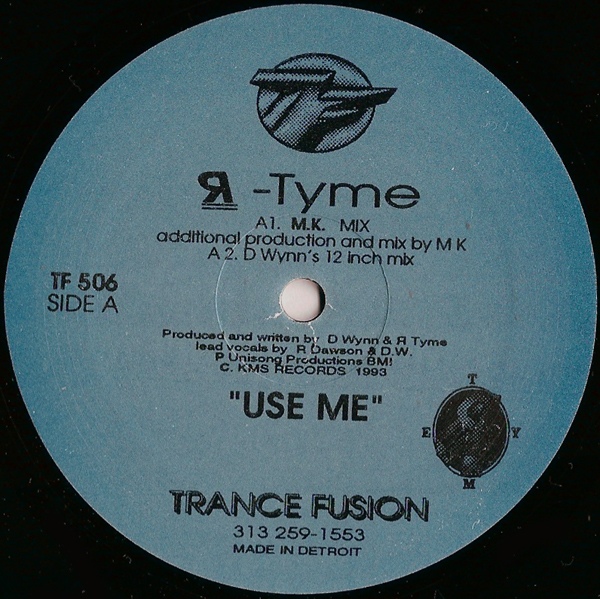 Я -Tyme
A1. M.K. MIX
additional production and mix by M K
A 2. D Wynn's 12 inch mix
TF 506
SIDE A
Produced and written by D Wynn & Я Tyme
lead vocals by R Dawson & D.W.
P Unisong Productions BMI
C. KMS RECORDS 1993
"USE ME"
T
E Y
M
TRANCE FUSION
313 259-1553
MADE IN DETROIT